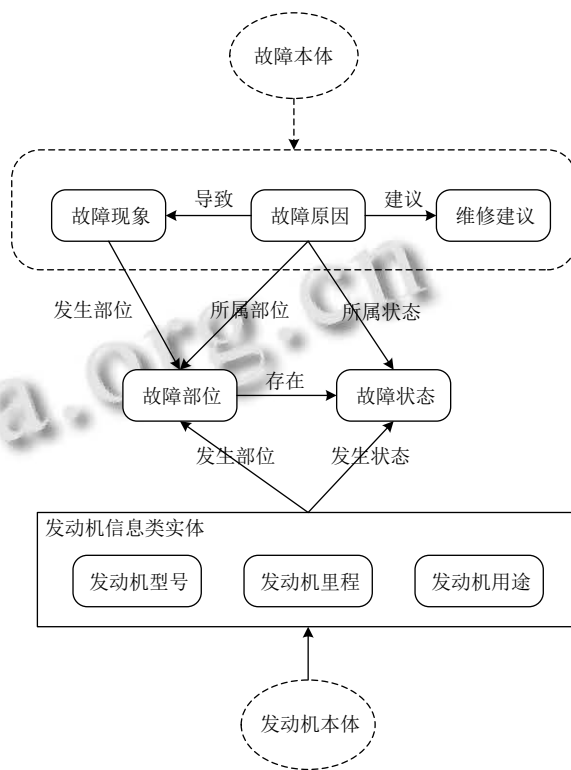 故障本体
导致
建议
故障现象
故障原因
维修建议
发生部位
所属部位
所属状态
a.org.cn
存在
故障部位
故障状态
发生部位
发生状态
发动机信息类实体
发动机型号
发动机里程
发动机用途
发动机本体